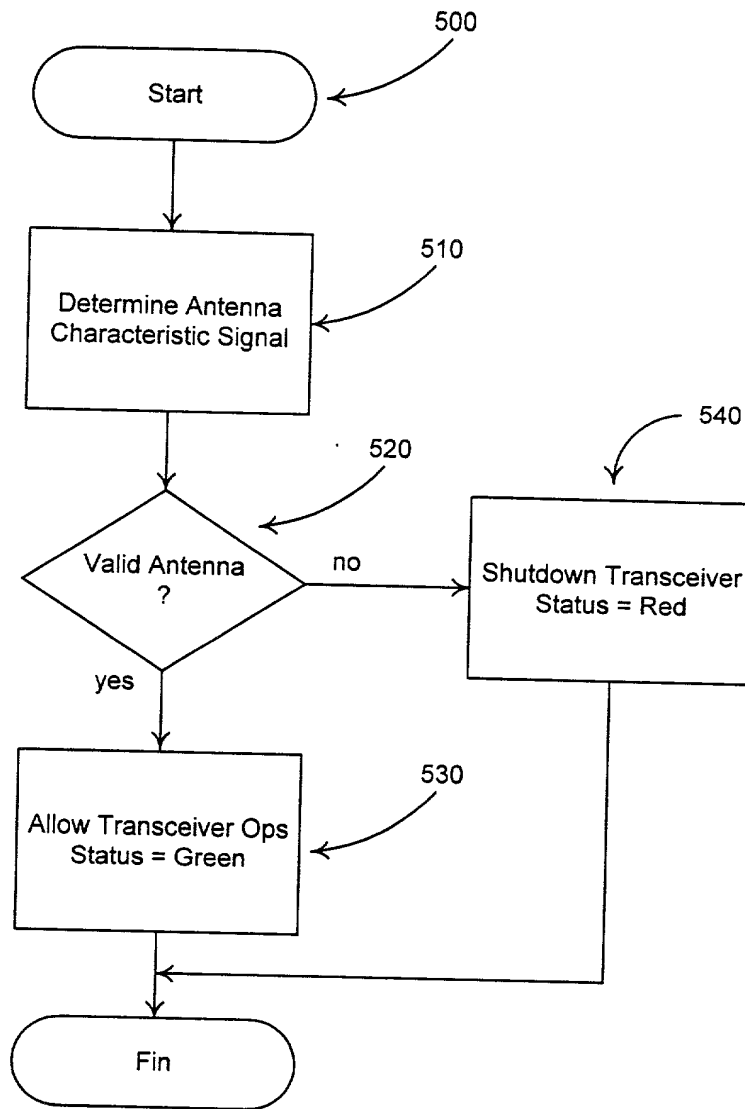 500
Start
510
Determine Antenna
Characteristic Signal
520
540
Valid Antenna
?
no
Shutdown Transceiver
Status = Red
yes
530
Allow Transceiver Ops
Status = Green
Fin